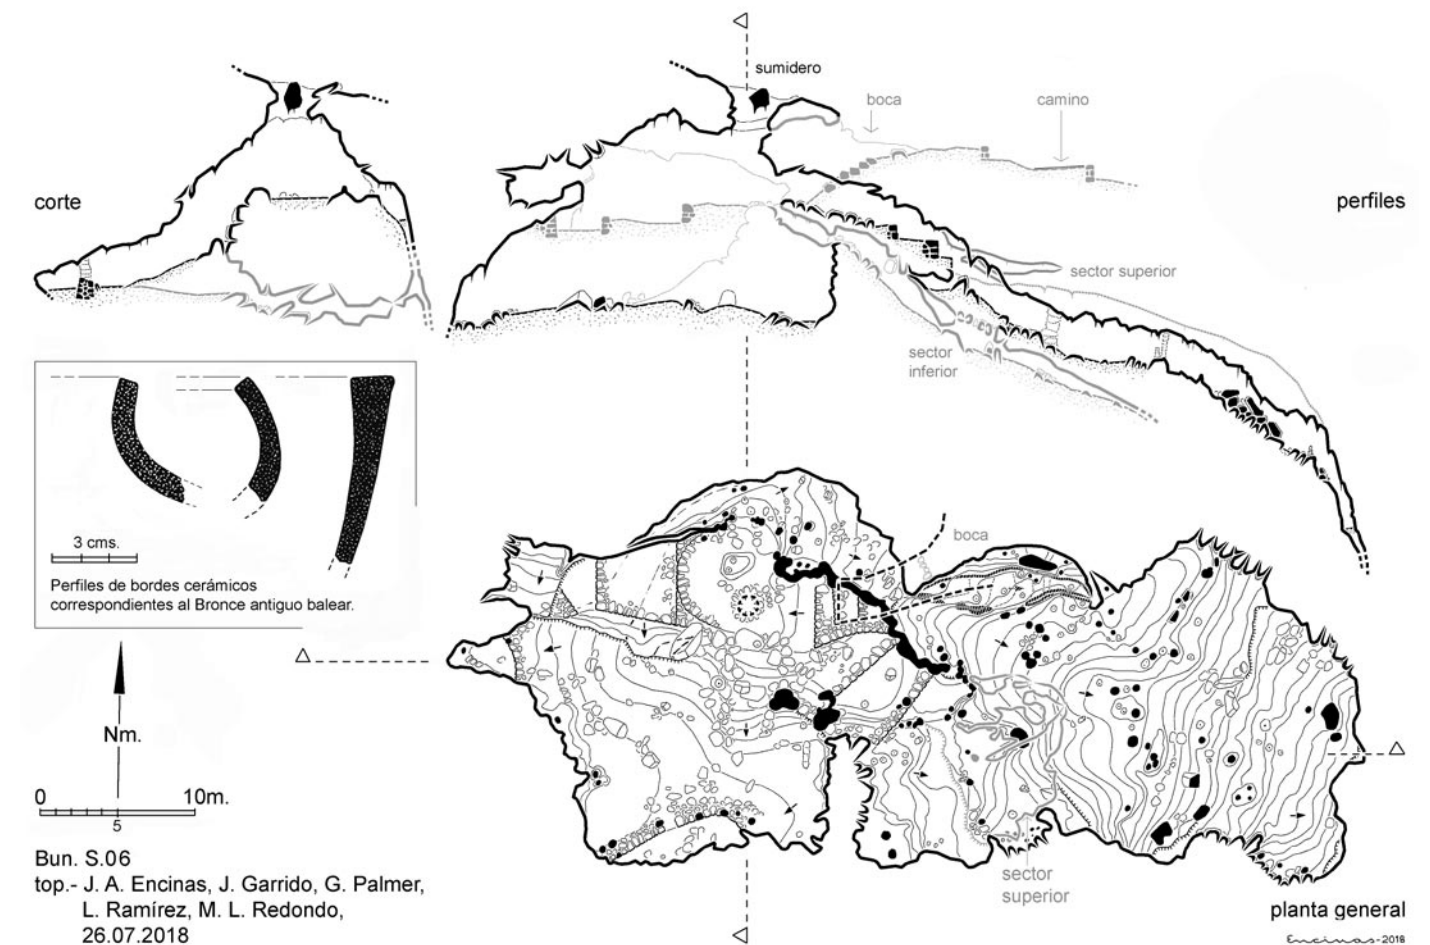 sumidero
boca
camino
corte
perfiles
sector superior
sector
inferior
3 cms.
Perfiles de bordes cerámicos
correspondientes al Bronce antiguo balear.
boca
Nm.
0 10m.
5
Bun. S.06
top.- J. A. Encinas, J. Garrido, G. Palmer,
L. Ramírez, M. L. Redondo,
26.07.2018
sector
superior
planta general
Encinas-2018